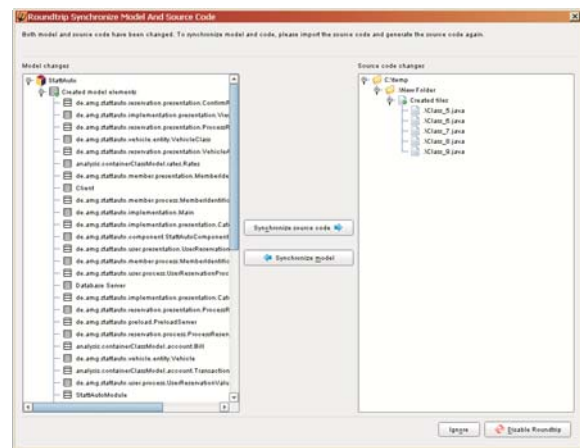 Roundtrip Synchronize Model And Source Code
Both model and source code have been changed. To synchronize model and code, please import the source code and generate the source code again.
Model changes
StattAuto
Created model elements
de.amg.stattauto.reservation.presentation.ConfirmR
de.amg.stattauto.implementation.presentation.View
de.amg.stattauto.reservation.presentation.ProcessR
de.amg.stattauto.vehicle.entity.VehicleClass
de.amg.stattauto.reservation.presentation.VehicleR
analysis.containerClassModel.rates.Rates
de.amg.stattauto.member.presentation.MemberIde
Client
de.amg.stattauto.member.process.MemberIdentific
de.amg.stattauto.implementation.Main
de.amg.stattauto.implementation.presentation.Cat
de.amg.stattauto.component.StattAutoComponent
de.amg.stattauto.user.presentation.UserReservation
de.amg.stattauto.member.process.MemberIdentific
de.amg.stattauto.user.process.UserReservationProc
Database Server
de.amg.stattauto.implementation.presentation.Cat
de.amg.stattauto.reservation.presentation.ProcessR
de.amg.stattauto.preload.PreloadServer
de.amg.stattauto.reservation.process.ProcessReser
analysis.containerClassModel.account.Bill
de.amg.stattauto.vehicle.entity.Vehicle
analysis.containerClassModel.account.Transaction
de.amg.stattauto.user.process.UserReservationValu
StattAutoModule
Synchronize source code
Synchronize model
Source code changes
C:\temp
\New Folder
Created files
\Class_5.java
\Class_6.java
\Class_7.java
\Class_8.java
\Class_9.java
Ignore
Disable Roundtrip